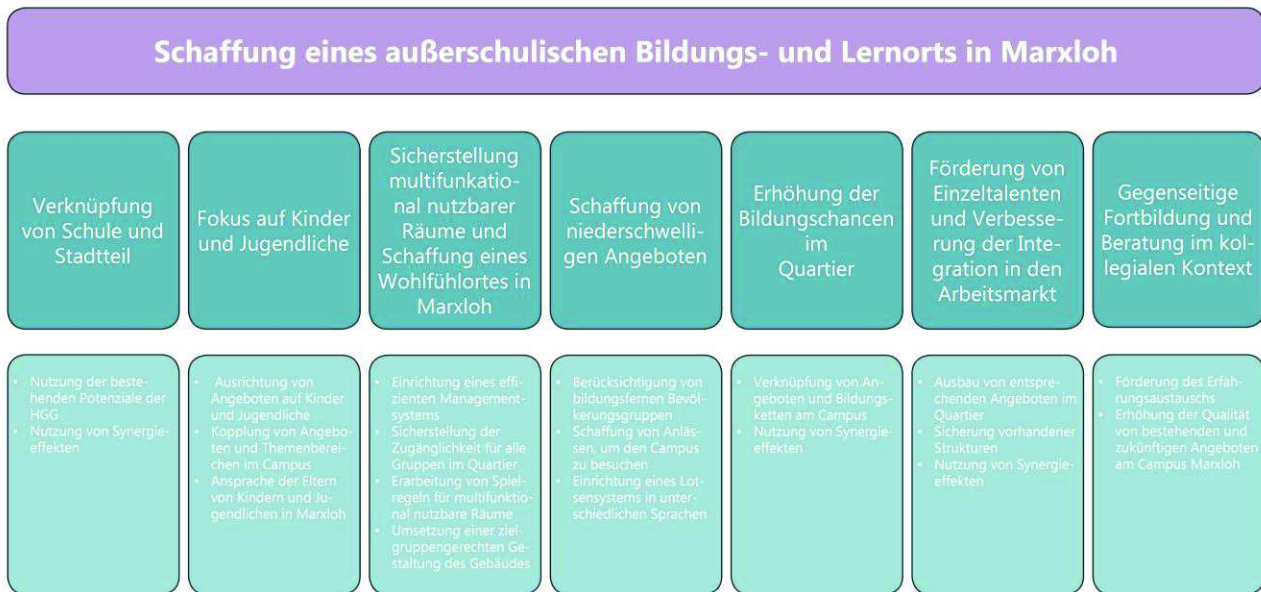 Schaffung eines außerschulischen Bildungs- und Lernorts in Marxloh
Verknüpfung
von Schule und
Stadtteil
Fokus auf Kinder
und Jugendliche
Sicherstellung
multifunkatio-
nal nutzbarer
Räume und
Schaffung eines
Wohlfühlortes in
Marxloh
Schaffung von
niederschwelli-
gen Angeboten
Erhöhung der
Bildungschancen
im
Quartier
Förderung von
Einzeltalenten
und Verbesse-
rung der Inte-
gration in den
Arbeitsmarkt
Gegenseitige
Fortbildung und
Beratung im kol-
legialen Kontext
• Nutzung der beste-
henden Potenziale der
HGG
• Nutzung von Synergie-
effekten
• Ausrichtung von
Angeboten auf Kinder
und Jugendliche
• Kopplung von Angebo-
ten und Themenberei-
chen im Campus
• Ansprache der Eltern
von Kindern und Ju-
gendlichen in Marxloh
• Einrichtung eines effi-
zienten Management-
systems
• Sicherstellung der
Zugänglichkeit für alle
Gruppen im Quartier
• Erarbeitung von Spiel-
regeln für multifunktio-
nal nutzbare Räume
• Umsetzung einer ziel-
gruppengerechten Ge-
staltung des Gebäudes
• Berücksichtigung von
bildungsfernen Bevöl-
kerungsgruppen
• Schaffung von Anläs-
sen, um den Campus
zu besuchen
• Einrichtung eines Lot-
sensystems in unter-
schiedlichen Sprachen
• Verknüpfung von An-
geboten und Bildungs-
ketten am Campus
• Nutzung von Synergie-
effekten
• Ausbau von entspre-
chenden Angeboten im
Quartier
• Sicherung vorhandener
Strukturen
• Nutzung von Synergie-
effekten
• Förderung des Erfah-
rungsaustauschs
• Erhöhung der Qualität
von bestehenden und
zukünftigen Angeboten
am Campus Marxloh